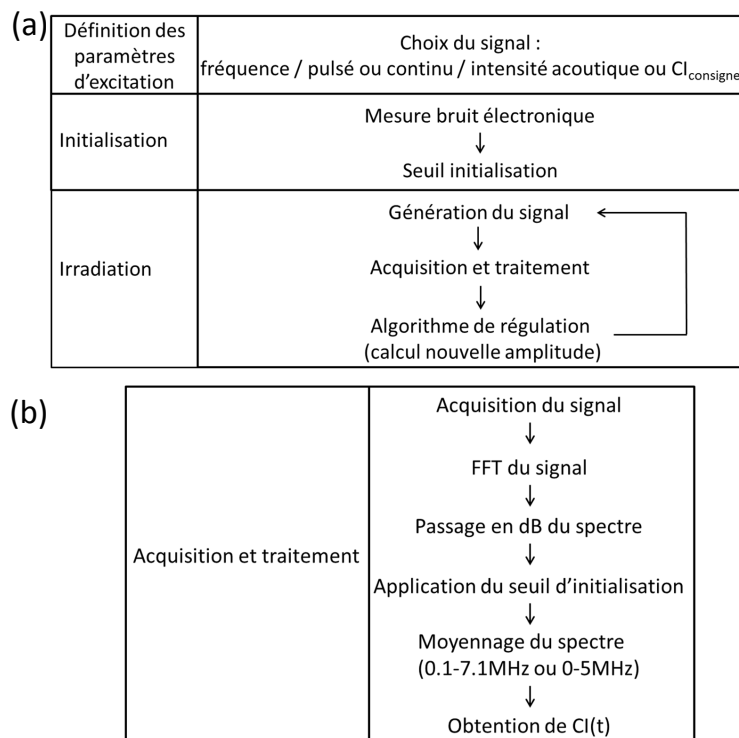 (a)
Définition des
paramètres
d'excitation
Choix du signal :
fréquence / pulsé ou continu / intensité acoutique ou CIconsigne
Initialisation
Mesure bruit électronique
Seuil initialisation
Irradiation
Génération du signal
Acquisition et traitement
Algorithme de régulation
(calcul nouvelle amplitude)
(b)
Acquisition et traitement
Acquisition du signal
FFT du signal
Passage en dB du spectre
Application du seuil d'initialisation
Moyennage du spectre
(0.1-7.1MHz ou 0-5MHz)
Obtention de CI(t)